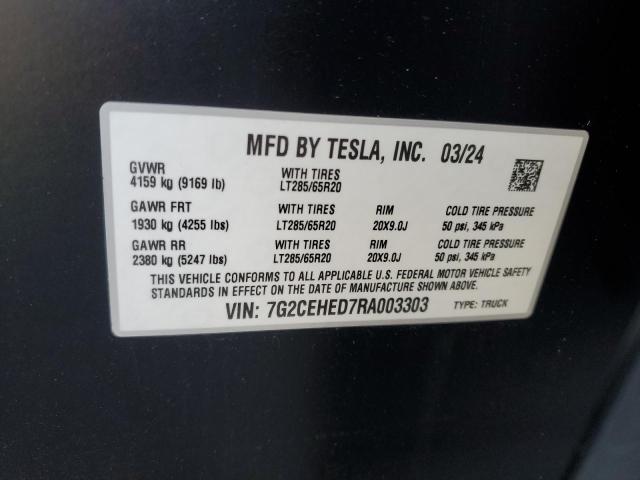 MFD BY TESLA, INC. 03/24
GVWR WITH TIRES
4159 kg (9169 lb) LT285/65R20
GAWR FRT WITH TIRES RIM COLD TIRE PRESSURE
1930 kg (4255 lbs) LT285/65R20 20X9.0J 50 psi, 345 kPa
GAWR RR WITH TIRES RIM COLD TIRE PRESSURE
2380 kg (5247 lbs) LT285/65R20 20X9.0J 50 psi, 345 kPa
THIS VEHICLE CONFORMS TO ALL APPLICABLE U.S. FEDERAL MOTOR VEHICLE SAFETY
STANDARDS IN EFFECT ON THE DATE OF MANUFACTURE SHOWN ABOVE.
VIN: 7G2CEHED7RA003303 TYPE: TRUCK